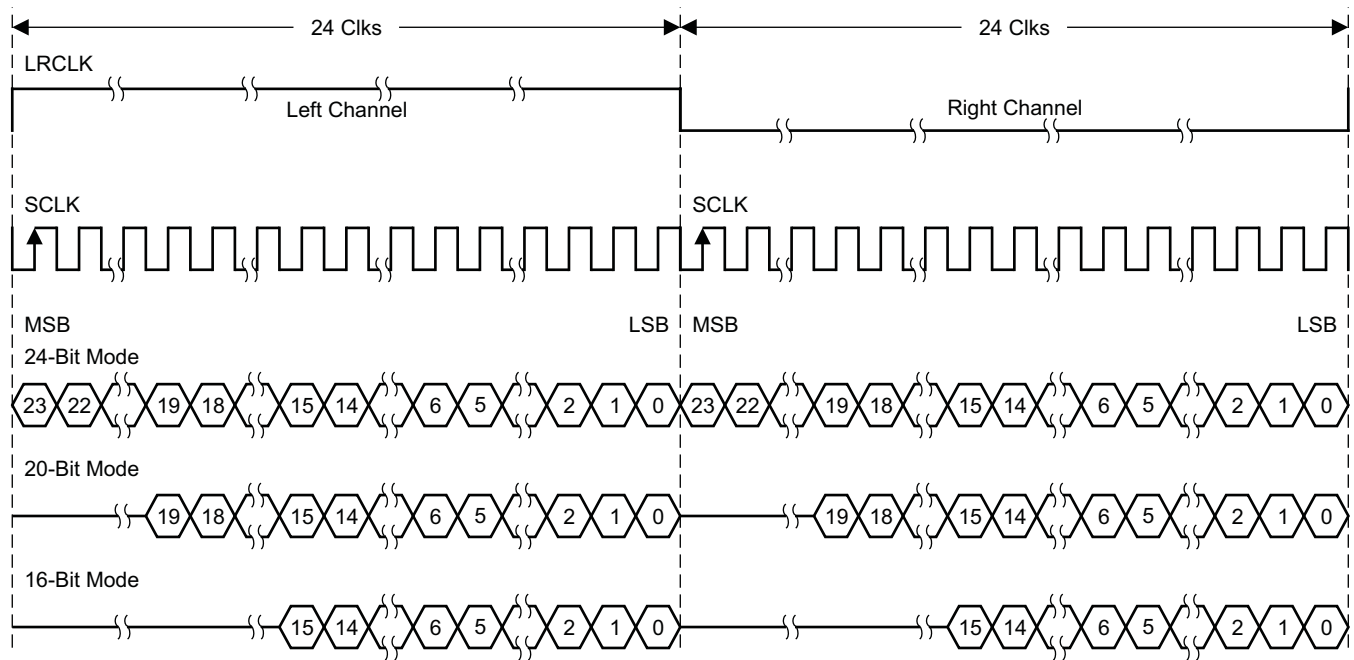 24 Clks 24 Clks
LRCLK
Left Channel Right Channel
SCLK SCLK
MSB LSB MSB LSB
24-Bit Mode
23 22 19 18 15 14 6 5 2 1 0 23 22 19 18 15 14 6 5 2 1 0
20-Bit Mode
19 18 15 14 6 5 2 1 0 19 18 15 14 6 5 2 1 0
16-Bit Mode
15 14 6 5 2 1 0 15 14 6 5 2 1 0